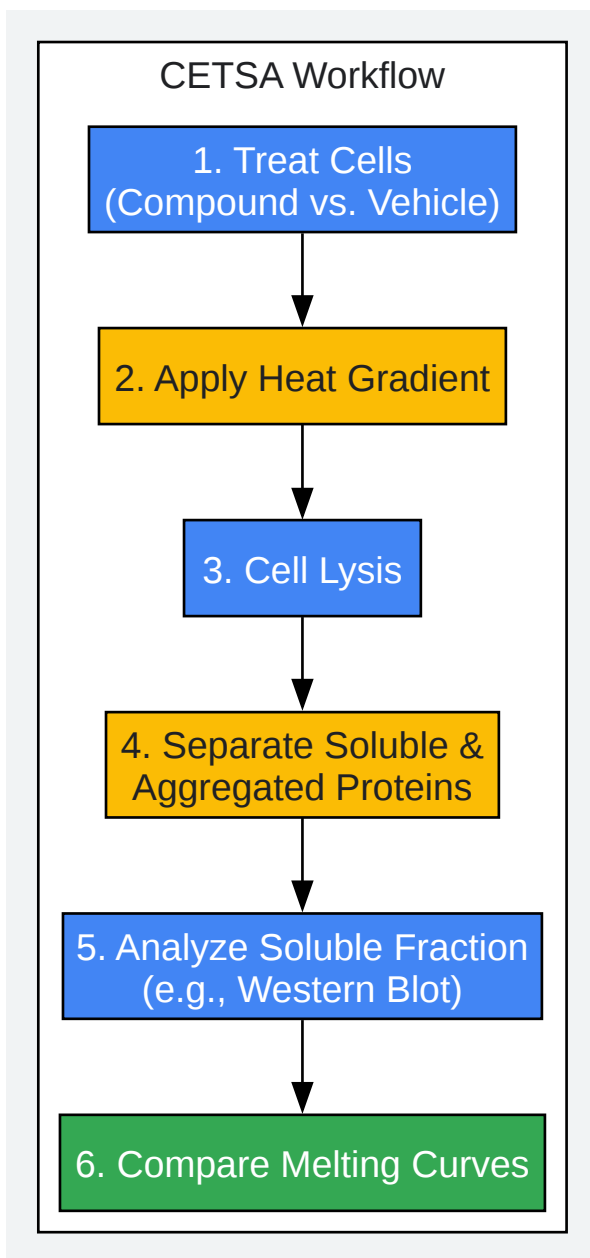 CETSA Workflow
1. Treat Cells
(Compound vs. Vehicle)
2. Apply Heat Gradient
3. Cell Lysis
4. Separate Soluble &
Aggregated Proteins
5. Analyze Soluble Fraction
(e.g., Western Blot)
6. Compare Melting Curves